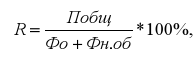 R = Побщ / (Фо + Фн.об) * 100%,